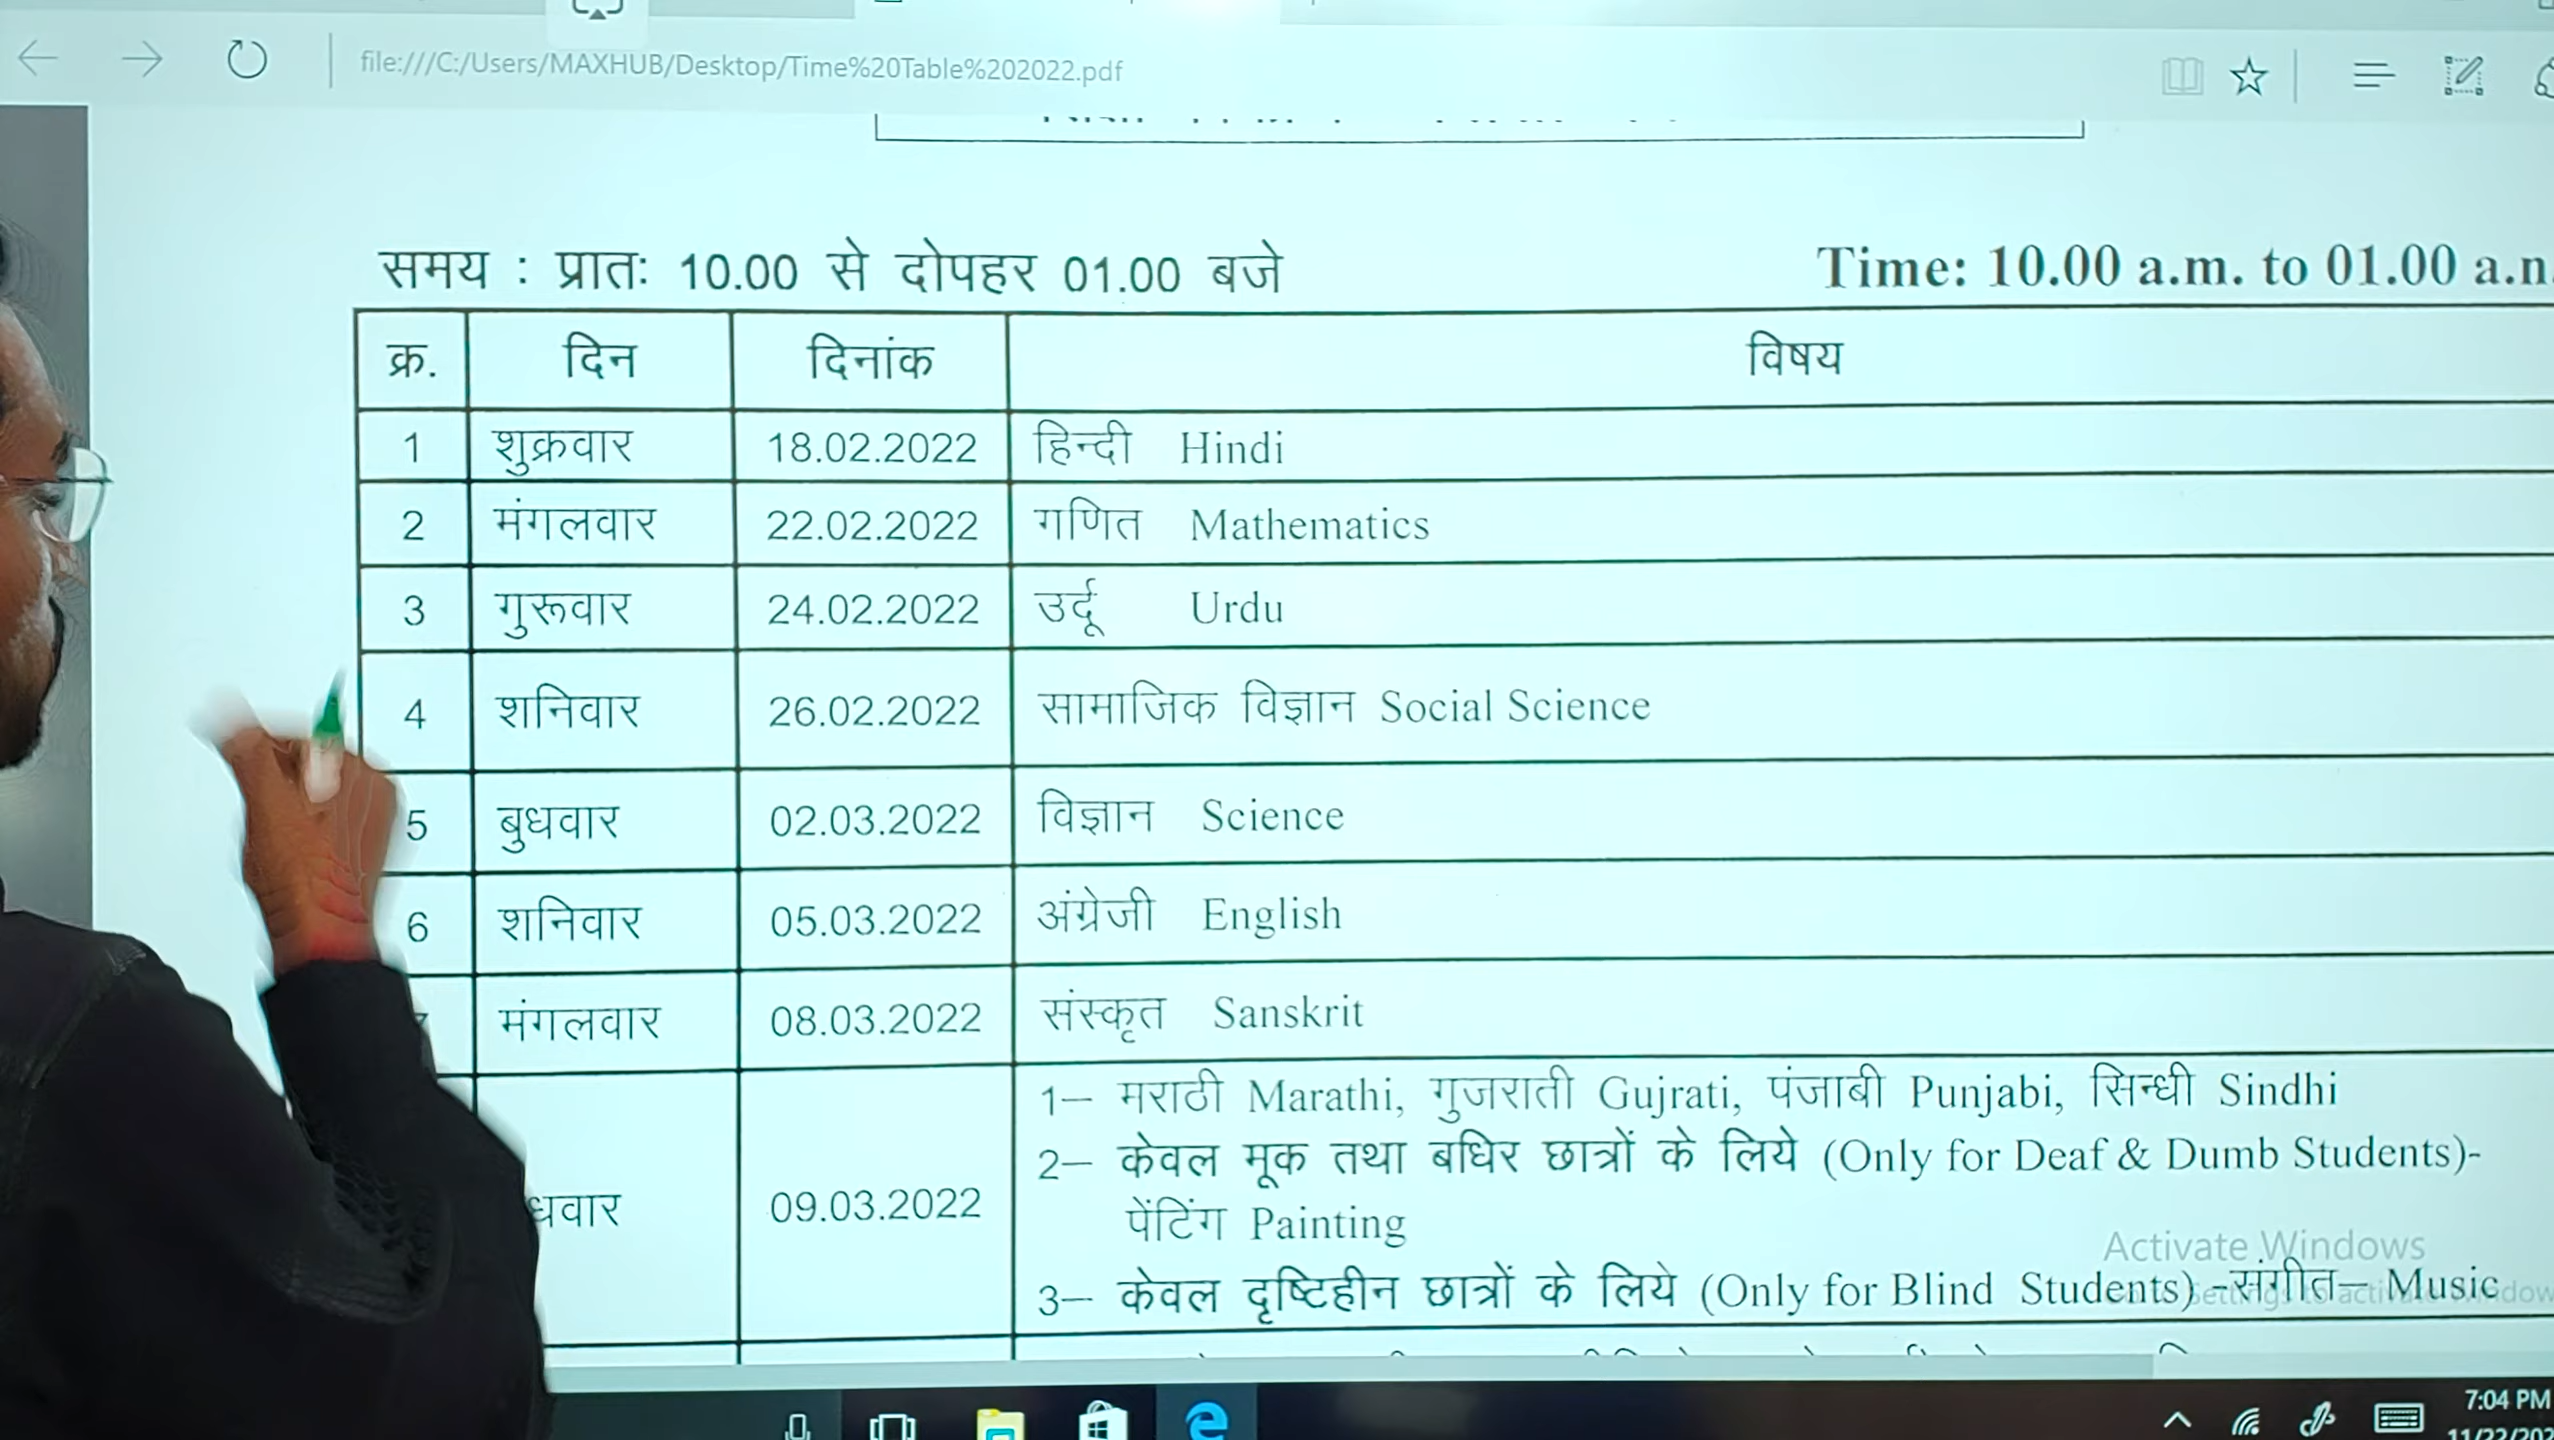 file:///C:/Users/MAXHUB/Desktop/Time%20Table%202022.pdf
समय : प्रातः 10.00 से दोपहर 01.00 बजे Time: 10.00 a.m. to 01.00
क्र. दिन दिनांक विषय
1 शुक्रवार 18.02.2022 हिन्दी Hindi
2 मंगलवार 22.02.2022 गणित Mathematics
3 गुरूवार 24.02.2022 उर्दू Urdu
4 शनिवार 26.02.2022 सामाजिक विज्ञान Social Science
5 बुधवार 02.03.2022 विज्ञान Science
6 शनिवार 05.03.2022 अंग्रेजी English
मंगलवार 08.03.2022 संस्कृत Sanskrit
09.03.2022 1– मराठी Marathi, गुजराती Gujrati, पंजाबी Punjabi, सिन्धी Sindhi
2– केवल मूक तथा बधिर छात्रों के लिये (Only for Deaf & Dumb Students)-
पेंटिंग Painting
3– केवल दृष्टिहीन छात्रों के लिये (Only for Blind Students) -संगीत– Music
Activate Windows
7:04 PM